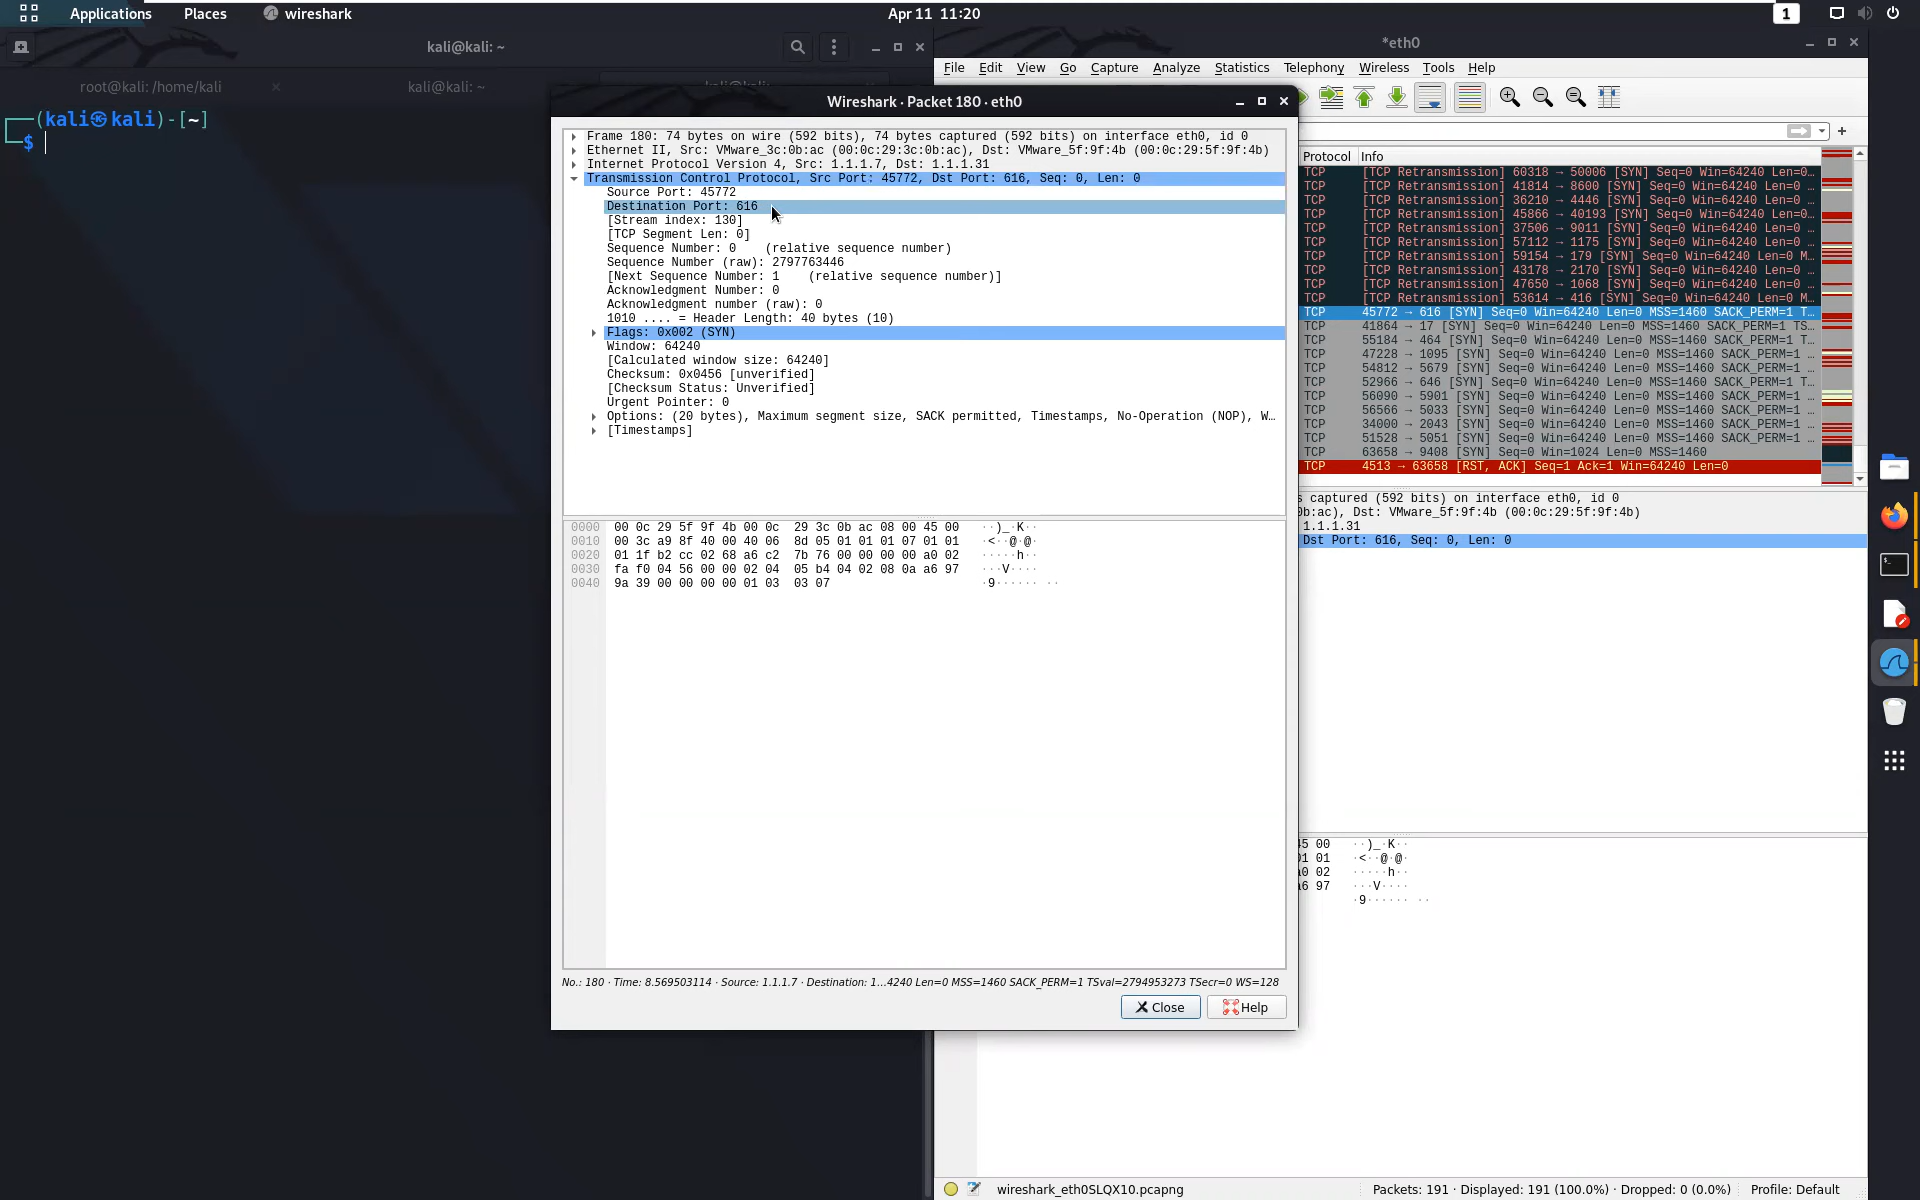 Applications Places wireshark Apr 11 11:20 1
kali@kali: ~
root@kali: /home/kali
kali@kali: ~
(kali㉿kali)-[~]
$
*eth0
File Edit View Go Capture Analyze Statistics Telephony Wireless Tools Help
Wireshark · Packet 180 · eth0
Frame 180: 74 bytes on wire (592 bits), 74 bytes captured (592 bits) on interface eth0, id 0
Ethernet II, Src: VMware_3c:0b:ac (00:0c:29:3c:0b:ac), Dst: VMware_5f:9f:4b (00:0c:29:5f:9f:4b)
Internet Protocol Version 4, Src: 1.1.1.7, Dst: 1.1.1.31
Transmission Control Protocol, Src Port: 45772, Dst Port: 616, Seq: 0, Len: 0
Source Port: 45772
Destination Port: 616
[Stream index: 130]
[TCP Segment Len: 0]
Sequence Number: 0 (relative sequence number)
Sequence Number (raw): 2797763446
[Next Sequence Number: 1 (relative sequence number)]
Acknowledgment Number: 0
Acknowledgment number (raw): 0
1010 .... = Header Length: 40 bytes (10)
Flags: 0x002 (SYN)
Window: 64240
[Calculated window size: 64240]
Checksum: 0x0456 [unverified]
[Checksum Status: Unverified]
Urgent Pointer: 0
Options: (20 bytes), Maximum segment size, SACK permitted, Timestamps, No-Operation (NOP), W…
[Timestamps]
0000 00 0c 29 5f 9f 4b 00 0c 29 3c 0b ac 08 00 45 00 ··)_·K··
0010 00 3c a9 8f 40 00 40 06 8d 05 01 01 01 07 01 01 ·<··@·@·
0020 01 1f b2 cc 02 68 a6 c2 7b 76 00 00 00 00 a0 02 ·····h··
0030 fa f0 04 56 00 00 02 04 05 b4 04 02 08 0a a6 97 ···V····
0040 9a 39 00 00 00 00 01 03 03 07 ·9······ ··
No.: 180 · Time: 8.569503114 · Source: 1.1.1.7 · Destination: 1…4240 Len=0 MSS=1460 SACK_PERM=1 TSval=2794953273 TSecr=0 WS=128
Close Help
Protocol Info
TCP [TCP Retransmission] 60318 → 50006 [SYN] Seq=0 Win=64240 Len=0…
TCP [TCP Retransmission] 41814 → 8600 [SYN] Seq=0 Win=64240 Len=0 …
TCP [TCP Retransmission] 36210 → 4446 [SYN] Seq=0 Win=64240 Len=0 …
TCP [TCP Retransmission] 45866 → 40193 [SYN] Seq=0 Win=64240 Len=0…
TCP [TCP Retransmission] 37506 → 9011 [SYN] Seq=0 Win=64240 Len=0 …
TCP [TCP Retransmission] 57112 → 1175 [SYN] Seq=0 Win=64240 Len=0 …
TCP [TCP Retransmission] 59154 → 179 [SYN] Seq=0 Win=64240 Len=0 M…
TCP [TCP Retransmission] 43178 → 2170 [SYN] Seq=0 Win=64240 Len=0 …
TCP [TCP Retransmission] 47650 → 1068 [SYN] Seq=0 Win=64240 Len=0 …
TCP [TCP Retransmission] 53614 → 416 [SYN] Seq=0 Win=64240 Len=0 M…
TCP 45772 → 616 [SYN] Seq=0 Win=64240 Len=0 MSS=1460 SACK_PERM=1 T…
TCP 41864 → 17 [SYN] Seq=0 Win=64240 Len=0 MSS=1460 SACK_PERM=1 TS…
TCP 55184 → 464 [SYN] Seq=0 Win=64240 Len=0 MSS=1460 SACK_PERM=1 T…
TCP 47228 → 1095 [SYN] Seq=0 Win=64240 Len=0 MSS=1460 SACK_PERM=1 …
TCP 54812 → 5679 [SYN] Seq=0 Win=64240 Len=0 MSS=1460 SACK_PERM=1 …
TCP 52966 → 646 [SYN] Seq=0 Win=64240 Len=0 MSS=1460 SACK_PERM=1 T…
TCP 56090 → 5901 [SYN] Seq=0 Win=64240 Len=0 MSS=1460 SACK_PERM=1 …
TCP 56566 → 5033 [SYN] Seq=0 Win=64240 Len=0 MSS=1460 SACK_PERM=1 …
TCP 34000 → 2043 [SYN] Seq=0 Win=64240 Len=0 MSS=1460 SACK_PERM=1 …
TCP 51528 → 5051 [SYN] Seq=0 Win=64240 Len=0 MSS=1460 SACK_PERM=1 …
TCP 63658 → 9408 [SYN] Seq=0 Win=1024 Len=0 MSS=1460
TCP 4513 → 63658 [RST, ACK] Seq=1 Ack=1 Win=64240 Len=0
s captured (592 bits) on interface eth0, id 0
0b:ac), Dst: VMware_5f:9f:4b (00:0c:29:5f:9f:4b)
1.1.1.31
Dst Port: 616, Seq: 0, Len: 0
45 00 ··)_·K··
01 01 ·<··@·@·
a0 02 ·····h··
a6 97 ···V····
·9······ ··
wireshark_eth0SLQX10.pcapng Packets: 191 · Displayed: 191 (100.0%) · Dropped: 0 (0.0%) Profile: Default